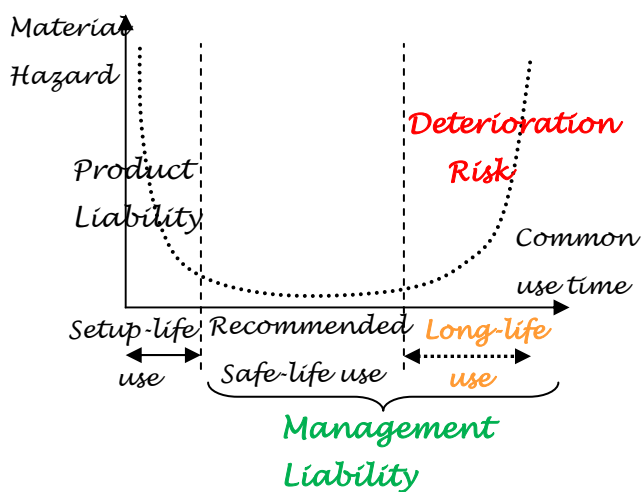 Material
Hazard
Deterioration
Risk
Product
Liability
Common
use time
Setup-life
use
Recommended
Safe-life use
Long-life
use
Management
Liability